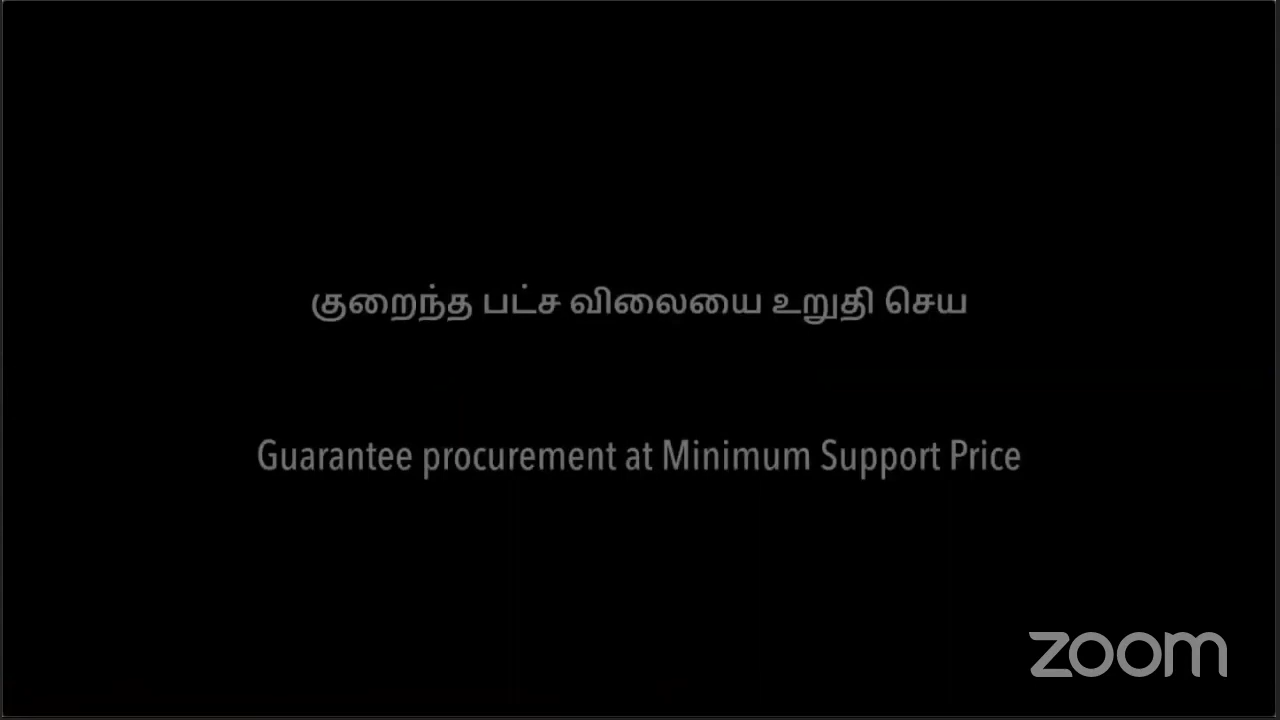 குறைந்த பட்ச விலையை உறுதி செய
Guarantee procurement at Minimum Support Price
zoom